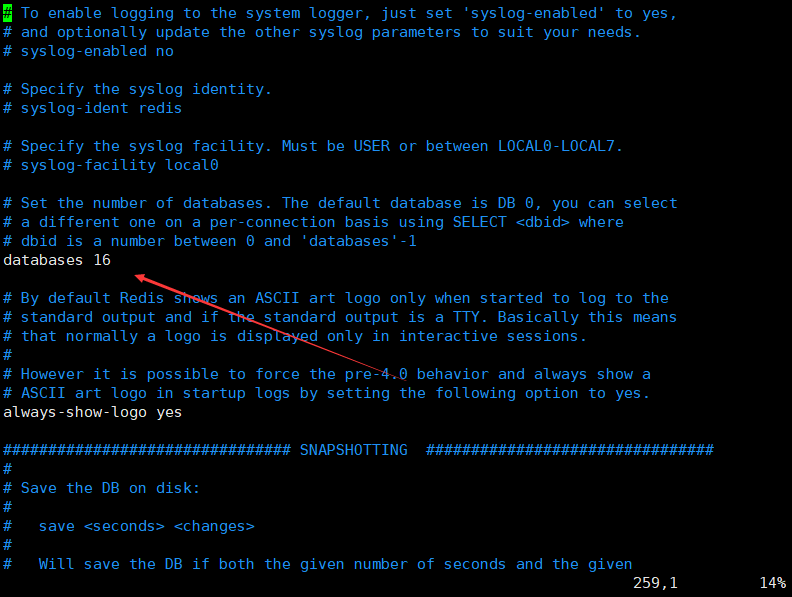 # To enable logging to the system logger, just set 'syslog-enabled' to yes,
# and optionally update the other syslog parameters to suit your needs.
# syslog-enabled no
# Specify the syslog identity.
# syslog-ident redis
# Specify the syslog facility. Must be USER or between LOCAL0-LOCAL7.
# syslog-facility local0
# Set the number of databases. The default database is DB 0, you can select
# a different one on a per-connection basis using SELECT <dbid> where
# dbid is a number between 0 and 'databases'-1
databases 16
# By default Redis shows an ASCII art logo only when started to log to the
# standard output and if the standard output is a TTY. Basically this means
# that normally a logo is displayed only in interactive sessions.
#
# However it is possible to force the pre-4.0 behavior and always show a
# ASCII art logo in startup logs by setting the following option to yes.
always-show-logo yes
################################ SNAPSHOTTING  ################################
#
# Save the DB on disk:
#
#   save <seconds> <changes>
#
#   Will save the DB if both the given number of seconds and the given
259,1 14%